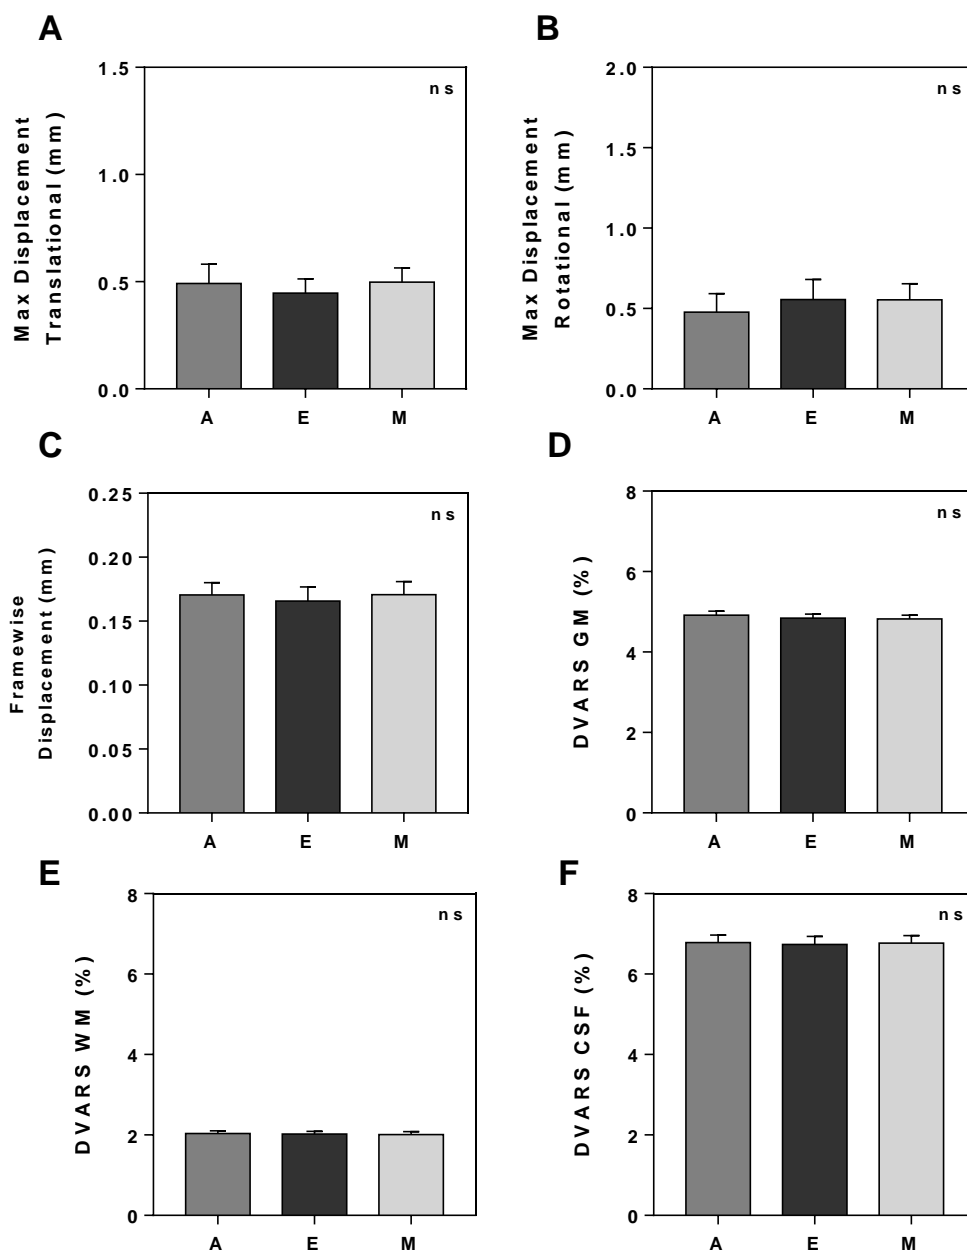 A
Max Displacement
Translational (mm)
1.5
1.0
0.5
0.0
ns
A E M
B
Max Displacement
Rotational (mm)
2.0
1.5
1.0
0.5
0.0
ns
A E M
C
Framewise
Displacement (mm)
0.25
0.20
0.15
0.10
0.05
0.00
ns
A E M
D
DVARS GM (%)
8
6
4
2
0
ns
A E M
E
DVARS WM (%)
8
6
4
2
0
ns
A E M
F
DVARS CSF (%)
8
6
4
2
0
ns
A E M